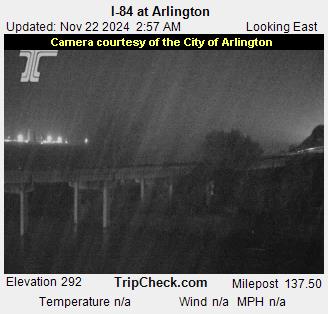 I-84 at Arlington
Updated: Nov 22 2024 2:57 AM Looking East
Camera courtesy of the City of Arlington
Elevation 292 TripCheck.com Milepost 137.50
Temperature n/a Wind n/a MPH n/a